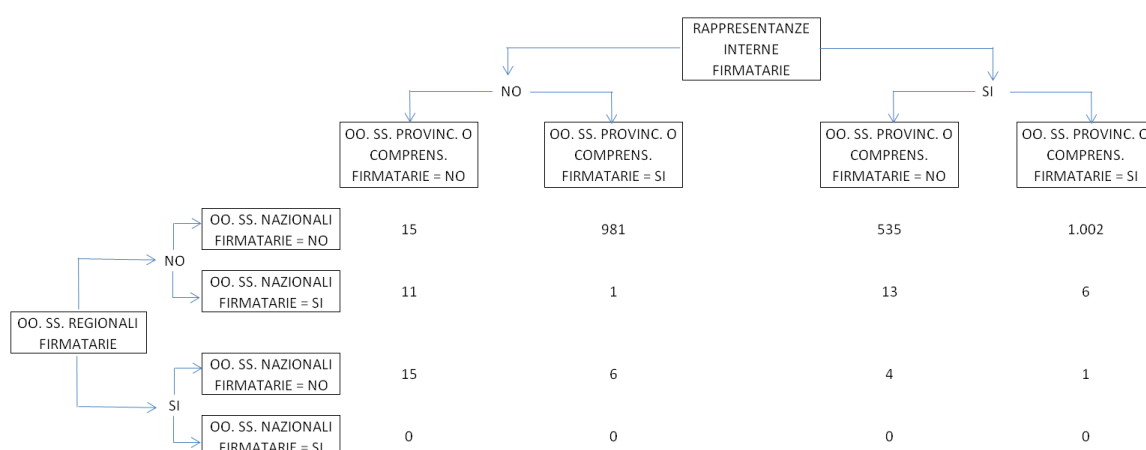 RAPPRESENTANZE
INTERNE
FIRMATARIE
NO
SI
OO. SS. PROVINC. O
COMPRENS.
FIRMATARIE = NO
OO. SS. PROVINC. O
COMPRENS.
FIRMATARIE = SI
OO. SS. PROVINC. O
COMPRENS.
FIRMATARIE = NO
OO. SS. PROVINC. O
COMPRENS.
FIRMATARIE = SI
OO. SS. NAZIONALI
FIRMATARIE = NO
15 981 535 1.002
NO
OO. SS. NAZIONALI
FIRMATARIE = SI
11 1 13 6
OO. SS. REGIONALI
FIRMATARIE
OO. SS. NAZIONALI
FIRMATARIE = NO
15 6 4 1
SI
OO. SS. NAZIONALI
FIRMATARIE = SI
0 0 0 0